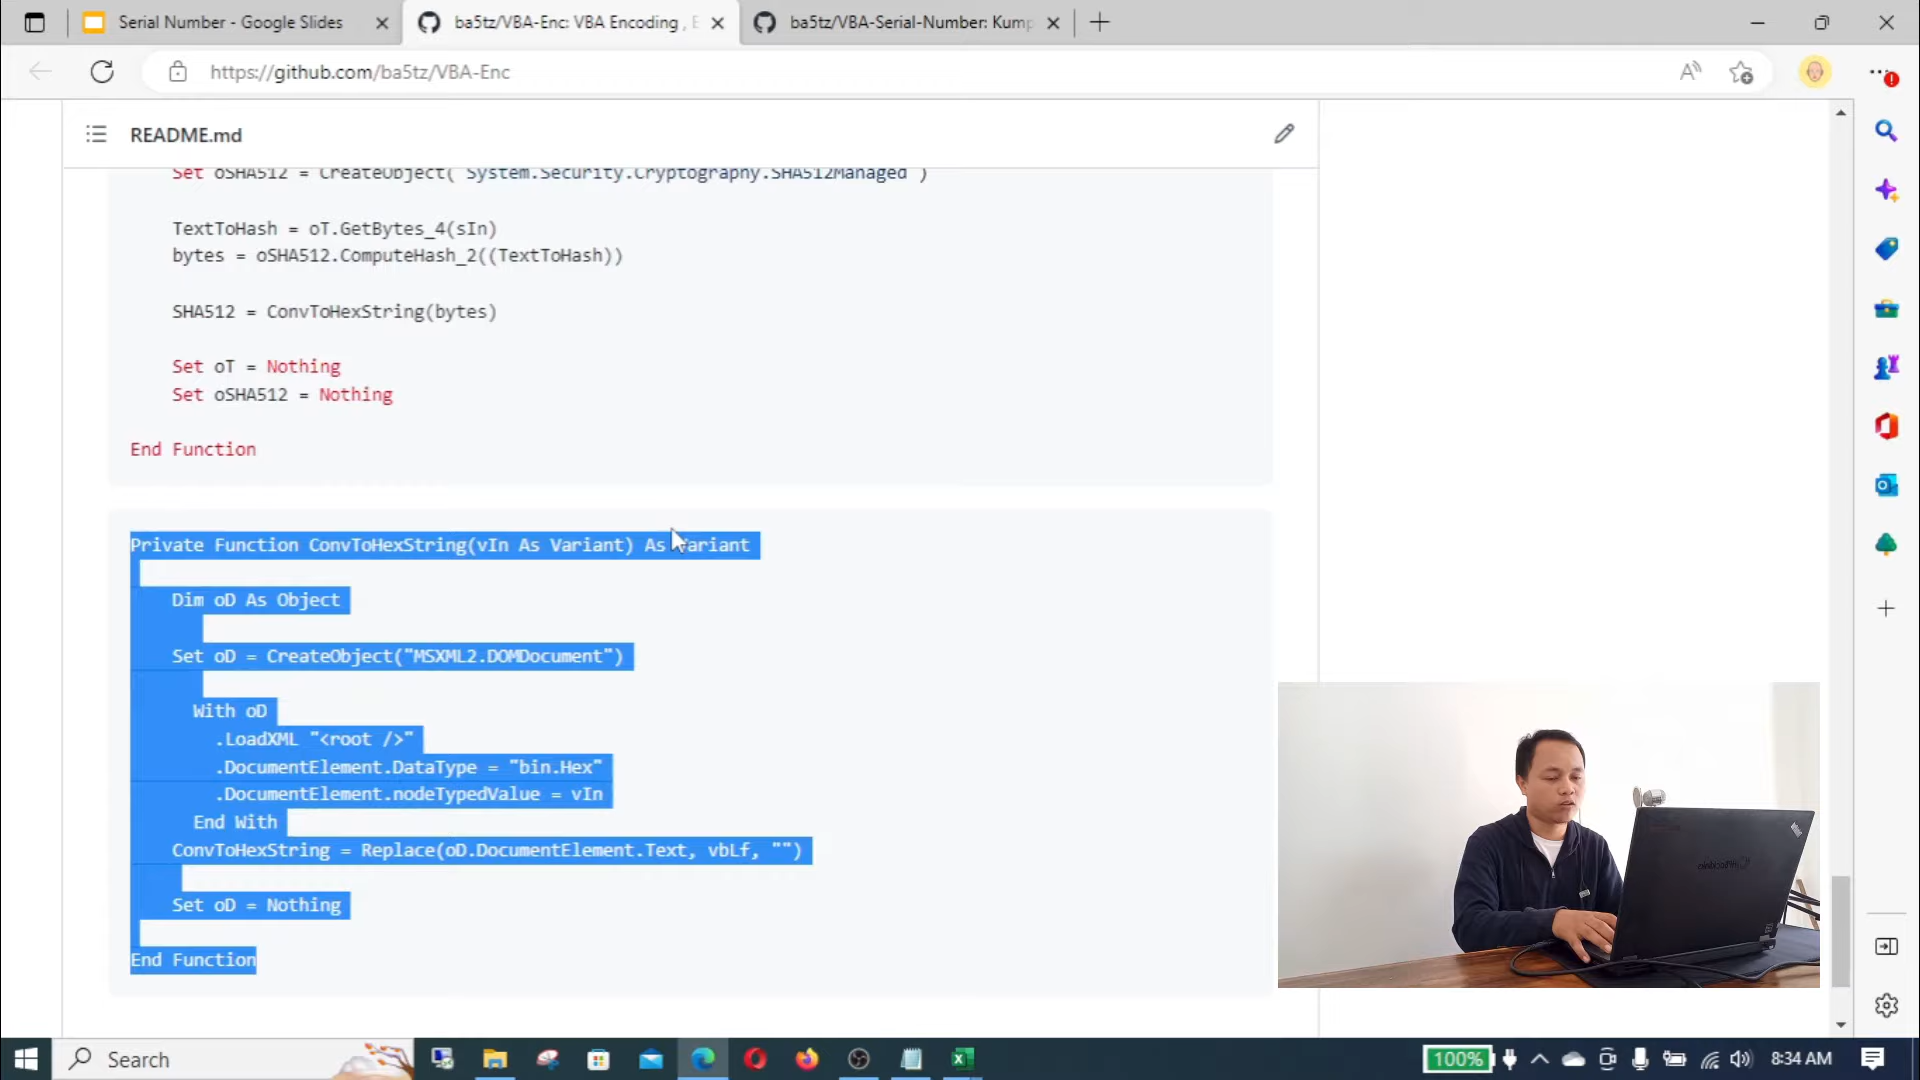 Serial Number - Google Slides
ba5tz/VBA-Enc: VBA Encoding , E
ba5tz/VBA-Serial-Number: Kump
https://github.com/ba5tz/VBA-Enc
README.md
Set oSHA512 = CreateObject("System.Security.Cryptography.SHA512Managed")
TextToHash = oT.GetBytes_4(sIn)
bytes = oSHA512.ComputeHash_2((TextToHash))
SHA512 = ConvToHexString(bytes)
Set oT = Nothing
Set oSHA512 = Nothing
End Function
Private Function ConvToHexString(vIn As Variant) As Variant
Dim oD As Object
Set oD = CreateObject("MSXML2.DOMDocument")
With oD
.LoadXML "<root />"
.DocumentElement.DataType = "bin.Hex"
.DocumentElement.nodeTypedValue = vIn
End With
ConvToHexString = Replace(oD.DocumentElement.Text, vbLf, "")
Set oD = Nothing
End Function
Search
100%
8:34 AM